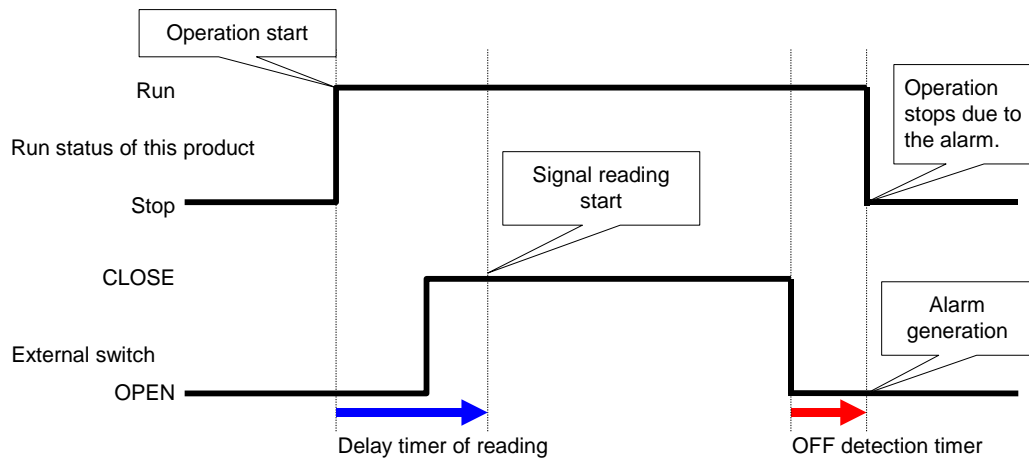 Operation start
Run
Operation
stops due to
the alarm.
Run status of this product
Signal reading
start
Stop
CLOSE
Alarm
generation
External switch
OPEN
Delay timer of reading
OFF detection timer